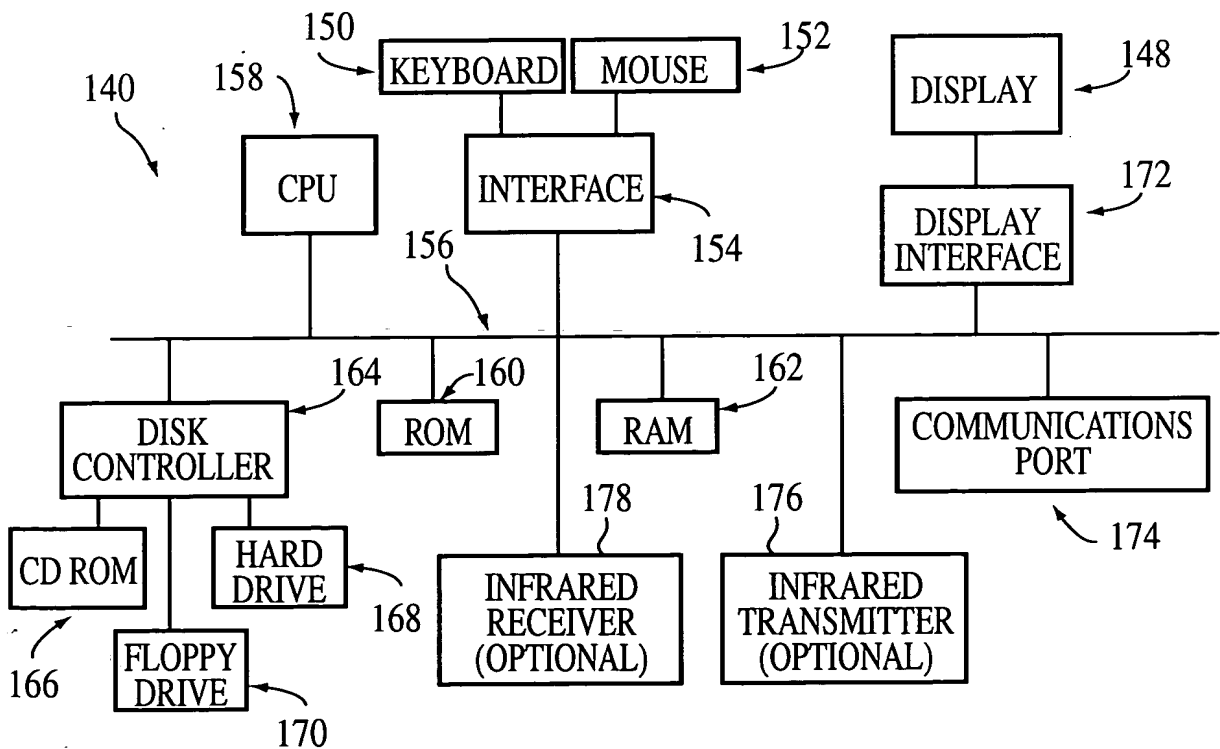 150
KEYBOARD
MOUSE
152
158
140
DISPLAY
148
CPU
INTERFACE
154
172
DISPLAY
INTERFACE
156
164
DISK
CONTROLLER
160
ROM
162
RAM
COMMUNICATIONS
PORT
174
CD ROM
166
HARD
DRIVE
168
FLOPPY
DRIVE
170
178
INFRARED
RECEIVER
(OPTIONAL)
176
INFRARED
TRANSMITTER
(OPTIONAL)